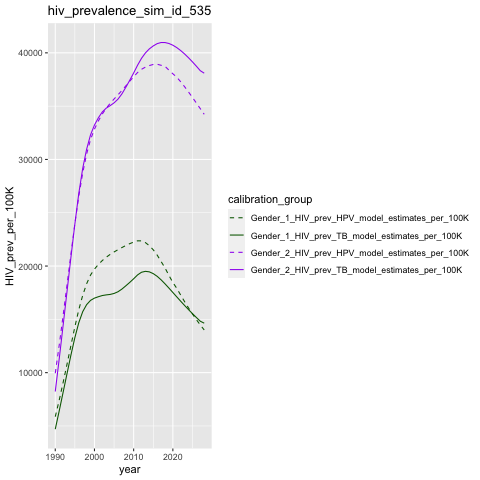 hiv_prevalence_sim_id_535
40000
30000
20000
10000
HIV_prev_per_100K
1990
2000
2010
2020
year
calibration_group
Gender_1_HIV_prev_HPV_model_estimates_per_100K
Gender_1_HIV_prev_TB_model_estimates_per_100K
Gender_2_HIV_prev_HPV_model_estimates_per_100K
Gender_2_HIV_prev_TB_model_estimates_per_100K